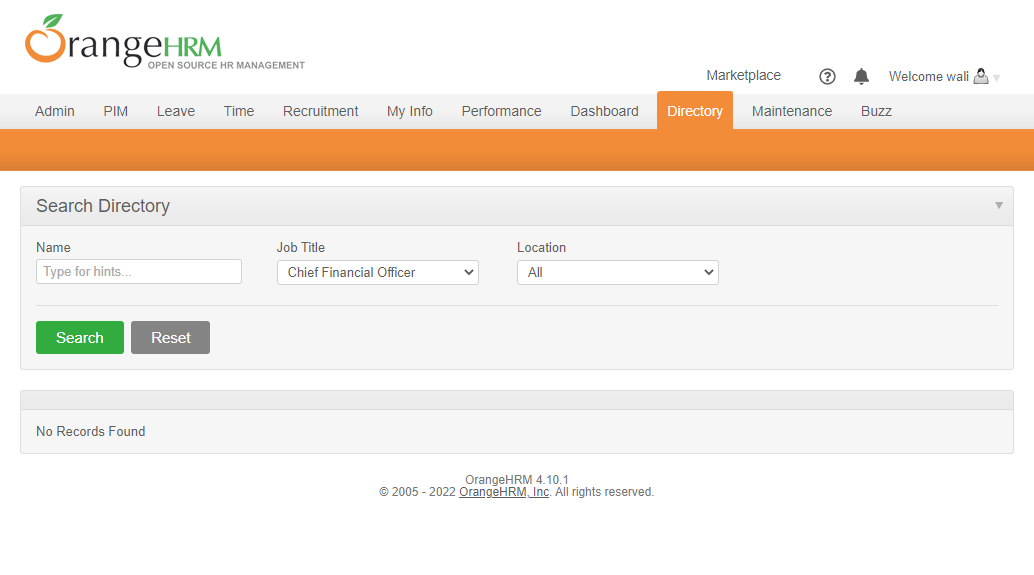 OrangeHRM
OPEN SOURCE HR MANAGEMENT
Marketplace ? Welcome wali
Admin PIM Leave Time Recruitment My Info Performance Dashboard Directory Maintenance Buzz
Search Directory
Name Job Title Location
Type for hints... Chief Financial Officer All
Search Reset
No Records Found
OrangeHRM 4.10.1
© 2005 - 2022 OrangeHRM, Inc. All rights reserved.